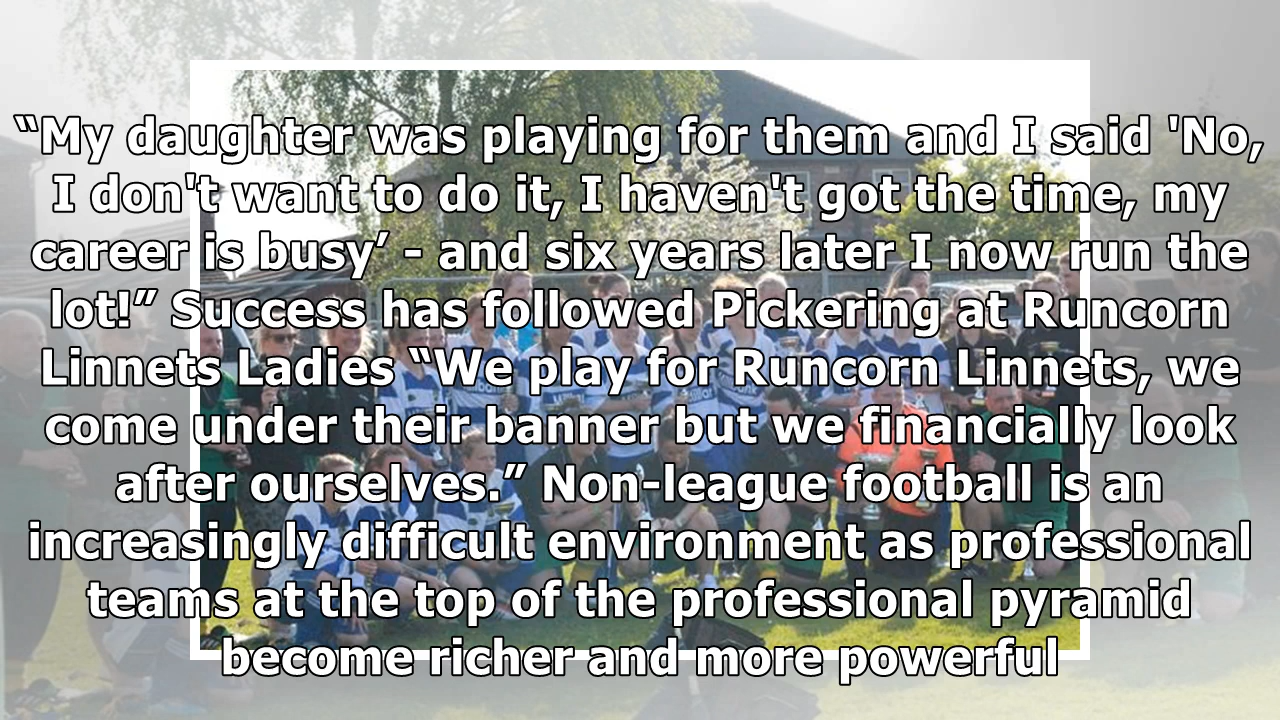 “My daughter was playing for them and I said 'No,
I don't want to do it, I haven't got the time, my
career is busy’ - and six years later I now run the
lot!” Success has followed Pickering at Runcorn
Linnets Ladies “We play for Runcorn Linnets, we
come under their banner but we financially look
after ourselves.” Non-league football is an
increasingly difficult environment as professional
teams at the top of the professional pyramid
become richer and more powerful